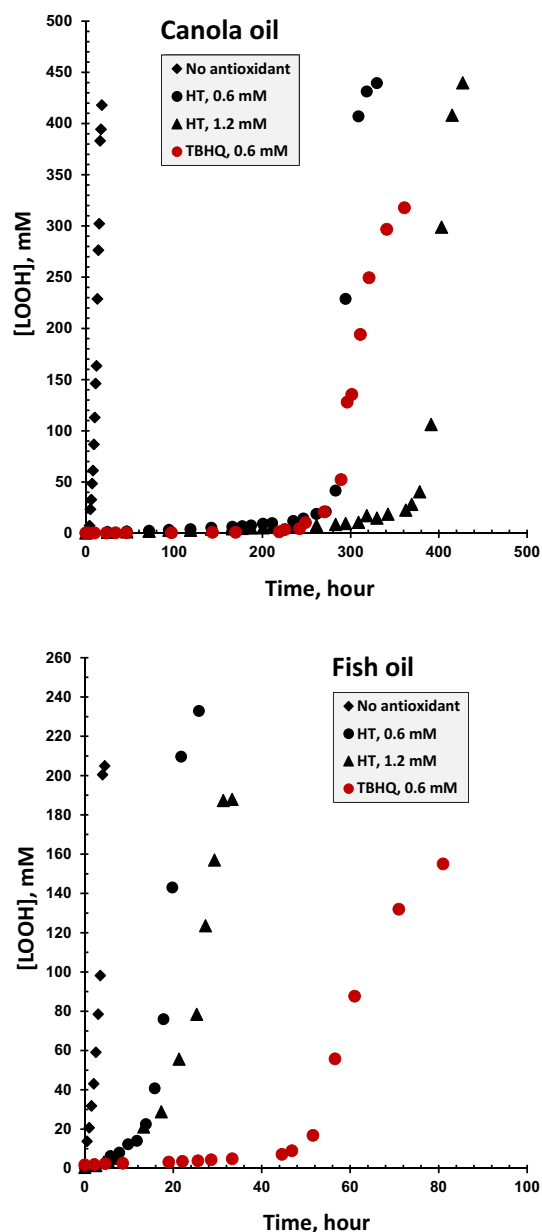 Canola oil
No antioxidant
HT, 0.6 mM
HT, 1.2 mM
TBHQ, 0.6 mM
[LOOH], mM
500
450
400
350
300
250
200
150
100
50
0
0 100 200 300 400 500
Time, hour
Fish oil
No antioxidant
HT, 0.6 mM
HT, 1.2 mM
TBHQ, 0.6 mM
[LOOH], mM
260
240
220
200
180
160
140
120
100
80
60
40
20
0
0 20 40 60 80 100
Time, hour